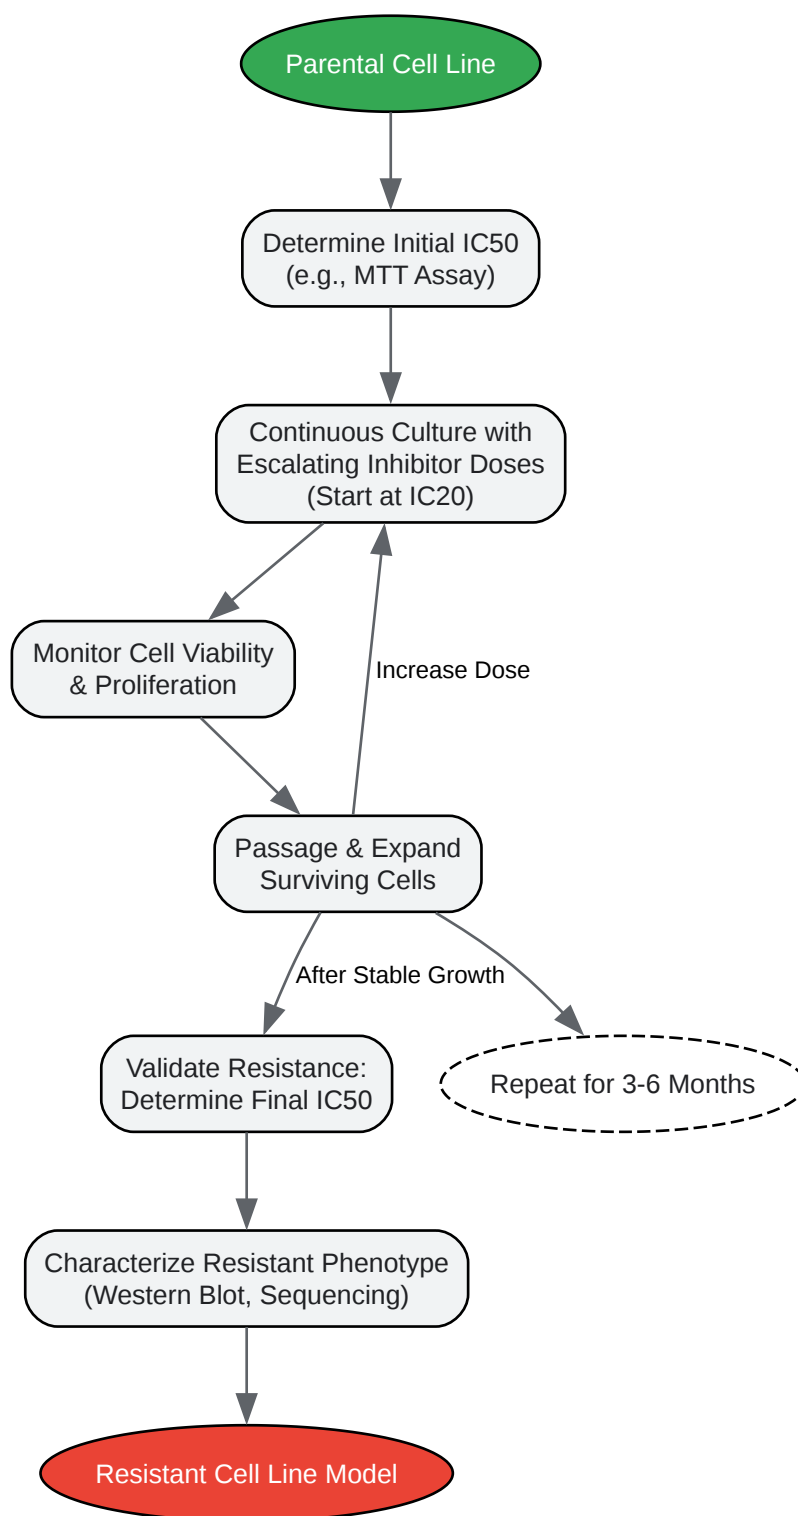 Parental Cell Line
Determine Initial IC50
(e.g., MTT Assay)
Continuous Culture with
Escalating Inhibitor Doses
(Start at IC20)
Monitor Cell Viability
& Proliferation
Increase Dose
Passage & Expand
Surviving Cells
After Stable Growth
Validate Resistance:
Determine Final IC50
Repeat for 3-6 Months
Characterize Resistant Phenotype
(Western Blot, Sequencing)
Resistant Cell Line Model